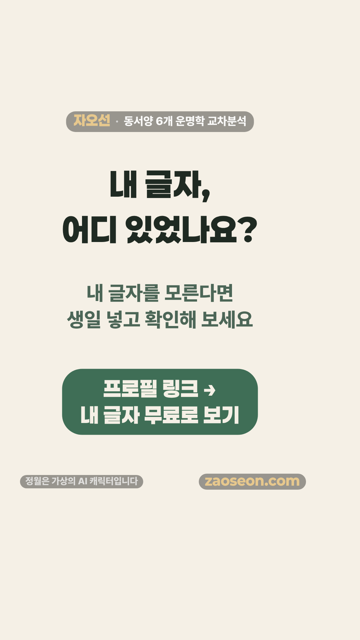 자오선 · 동서양 6개 운명학 교차분석
내 글자,
어디 있었나요?
내 글자를 모른다면
생일 넣고 확인해 보세요
프로필 링크 →
내 글자 무료로 보기
정월은 가상의 AI 캐릭터입니다
zaoseon.com